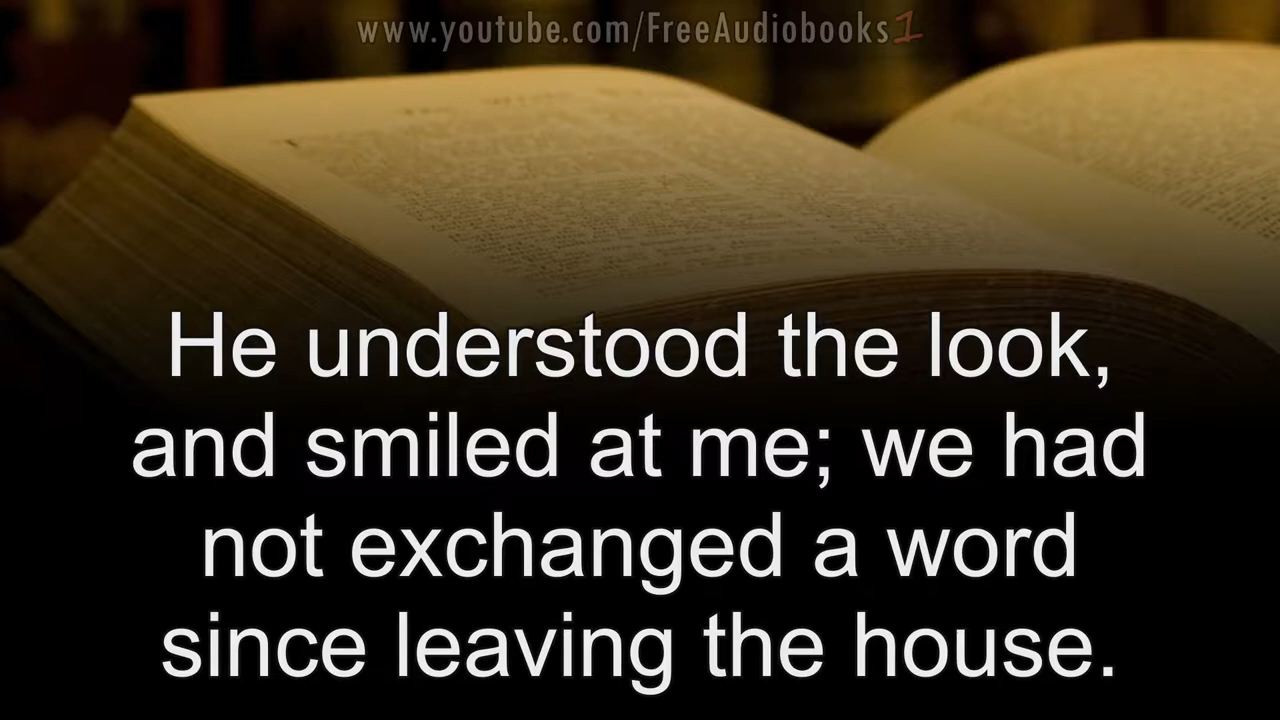 www.youtube.com/FreeAudiobooks1
He understood the look,
and smiled at me; we had
not exchanged a word
since leaving the house.